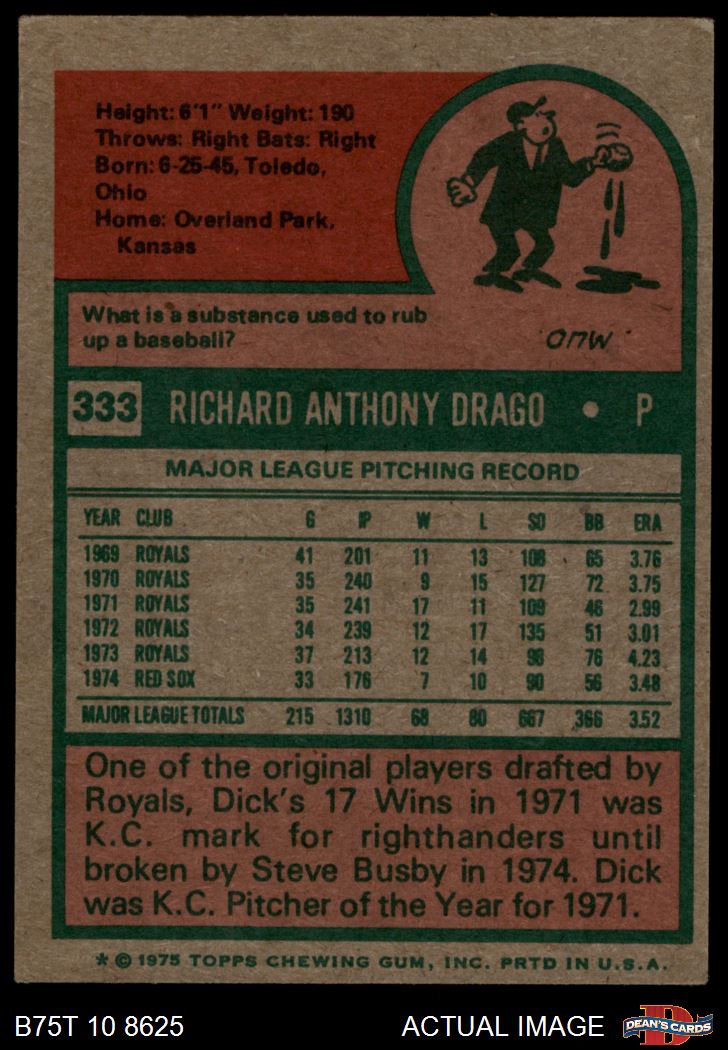 Height: 6'1" Weight: 190
Throws: Right Bats: Right
Born: 6-25-45, Toledo,
Ohio
Home: Overland Park,
Kansas
What is a substance used to rub
up a baseball?
MUD
333 RICHARD ANTHONY DRAGO • P
MAJOR LEAGUE PITCHING RECORD
YEAR CLUB G IP W L SO BB ERA
1969 ROYALS 41 201 11 13 108 65 3.76
1970 ROYALS 35 240 9 15 127 72 3.75
1971 ROYALS 35 241 17 11 109 46 2.99
1972 ROYALS 34 239 12 17 135 51 3.01
1973 ROYALS 37 213 12 14 98 76 4.23
1974 RED SOX 33 176 7 10 90 56 3.48
MAJOR LEAGUE TOTALS 215 1310 68 80 667 366 3.52
One of the original players drafted by
Royals, Dick's 17 Wins in 1971 was
K.C. mark for righthanders until
broken by Steve Busby in 1974. Dick
was K.C. Pitcher of the Year for 1971.
* © 1975 TOPPS CHEWING GUM, INC. PRTD IN U.S.A.
B75T 10 8625 ACTUAL IMAGE D DEAN'S CARDS